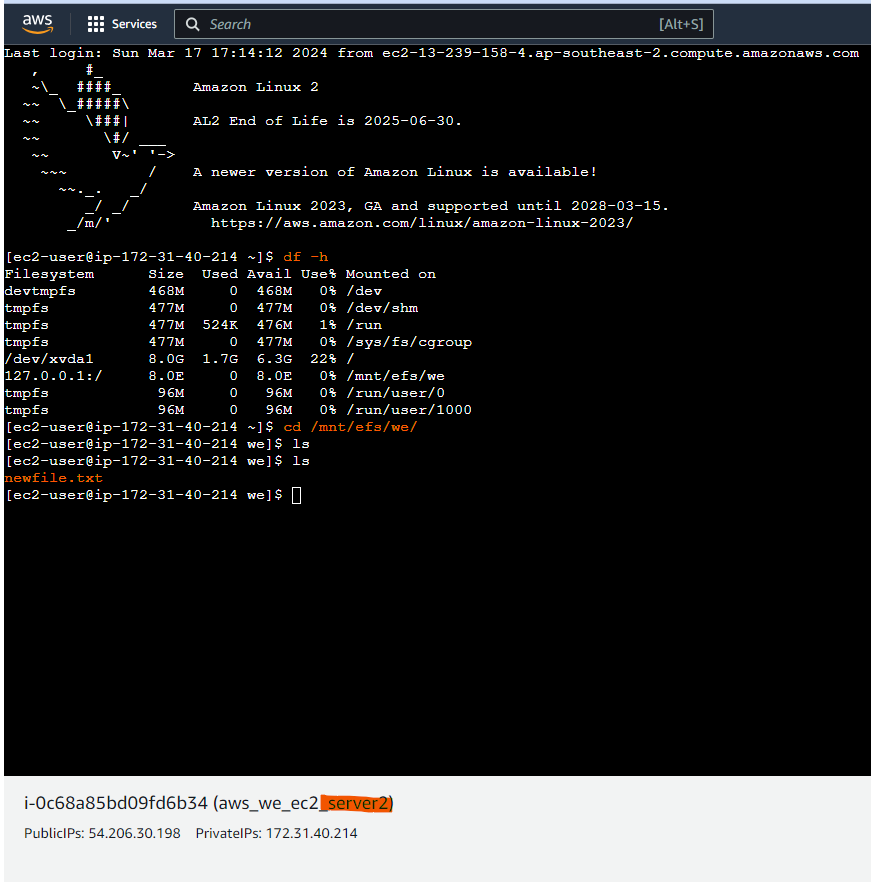 aws Services Search [Alt+S]
Last login: Sun Mar 17 17:14:12 2024 from ec2-13-239-158-4.ap-southeast-2.compute.amazonaws.com
   ,     #_
   ~\_  ####_        Amazon Linux 2
  ~~  \_#####\
  ~~     \###|       AL2 End of Life is 2025-06-30.
  ~~       \#/ ___
   ~~       V~' '->
    ~~~         /    A newer version of Amazon Linux is available!
      ~~._.   _/
         _/ _/       Amazon Linux 2023, GA and supported until 2028-03-15.
       _/m/'           https://aws.amazon.com/linux/amazon-linux-2023/
[ec2-user@ip-172-31-40-214 ~]$ df -h
Filesystem      Size  Used Avail Use% Mounted on
devtmpfs        468M     0  468M   0% /dev
tmpfs           477M     0  477M   0% /dev/shm
tmpfs           477M  524K  476M   1% /run
tmpfs           477M     0  477M   0% /sys/fs/cgroup
/dev/xvda1      8.0G  1.7G  6.3G  22% /
127.0.0.1:/     8.0E     0  8.0E   0% /mnt/efs/we
tmpfs            96M     0   96M   0% /run/user/0
tmpfs            96M     0   96M   0% /run/user/1000
[ec2-user@ip-172-31-40-214 ~]$ cd /mnt/efs/we/
[ec2-user@ip-172-31-40-214 we]$ ls
[ec2-user@ip-172-31-40-214 we]$ ls
newfile.txt
[ec2-user@ip-172-31-40-214 we]$
i-0c68a85bd09fd6b34 (aws_we_ec2_server2)
PublicIPs: 54.206.30.198 PrivateIPs: 172.31.40.214